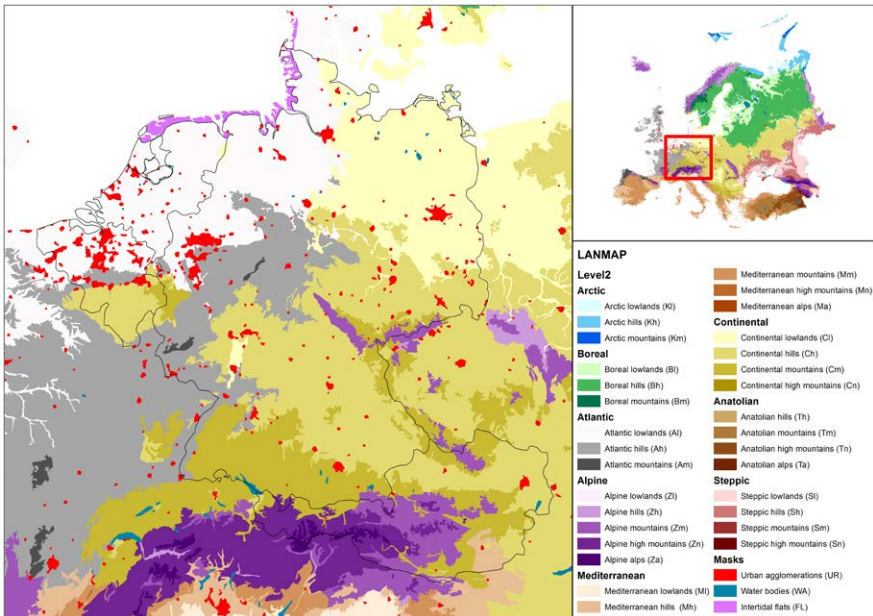 LANMAP
Level2
Arctic
Arctic lowlands (Kl)
Arctic hills (Kh)
Arctic mountains (Km)
Boreal
Boreal lowlands (Bl)
Boreal hills (Bh)
Boreal mountains (Bm)
Atlantic
Atlantic lowlands (Al)
Atlantic hills (Ah)
Atlantic mountains (Am)
Alpine
Alpine lowlands (Zl)
Alpine hills (Zh)
Alpine mountains (Zm)
Alpine high mountains (Zn)
Alpine alps (Za)
Mediterranean
Mediterranean lowlands (Ml)
Mediterranean hills (Mh)
Mediterranean mountains (Mm)
Mediterranean high mountains (Mn)
Mediterranean alps (Ma)
Continental
Continental lowlands (Cl)
Continental hills (Ch)
Continental mountains (Cm)
Continental high mountains (Cn)
Anatolian
Anatolian hills (Th)
Anatolian mountains (Tm)
Anatolian high mountains (Tn)
Anatolian alps (Ta)
Steppic
Steppic lowlands (Sl)
Steppic hills (Sh)
Steppic mountains (Sm)
Steppic high mountains (Sn)
Masks
Urban agglomerations (UR)
Water bodies (WA)
Intertidal flats (FL)